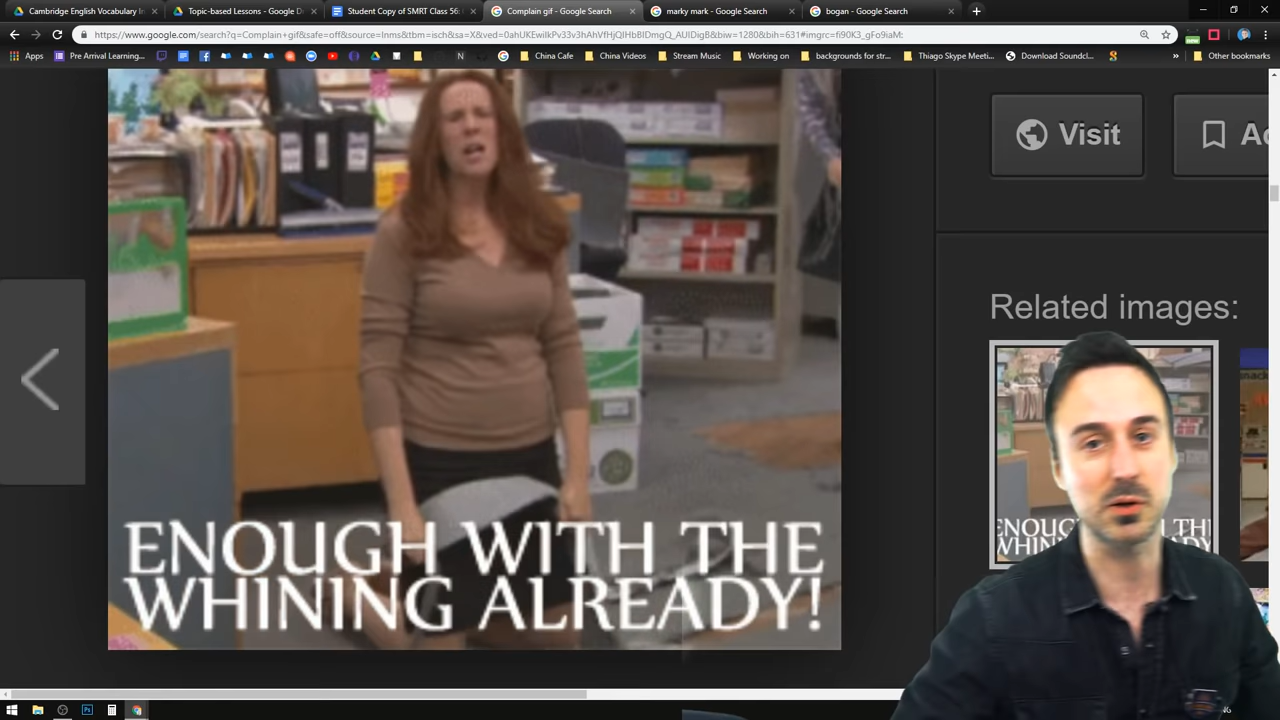 Cambridge English Vocabulary In
Topic-based Lessons - Google D
Student Copy of SMRT Class 56:
Complain gif - Google Search
marky mark - Google Search
bogan - Google Search
https://www.google.com/search?q=Complain+gif&safe=off&source=lnms&tbm=isch&sa=X&ved=0ahUKEwilkPv33v3hAhVfHjQIHbBIDmgQ_AUIDigB&biw=1280&bih=631#imgrc=fi90K3_gFo9iaM:
Apps
Pre Arrival Learning...
China Cafe
China Videos
Stream Music
Working on
backgrounds for str...
Thiago Skype Meeti...
Download Soundcl...
Other bookmarks
Visit
Related images:
ENOUGH WITH THE
WHINING ALREADY!